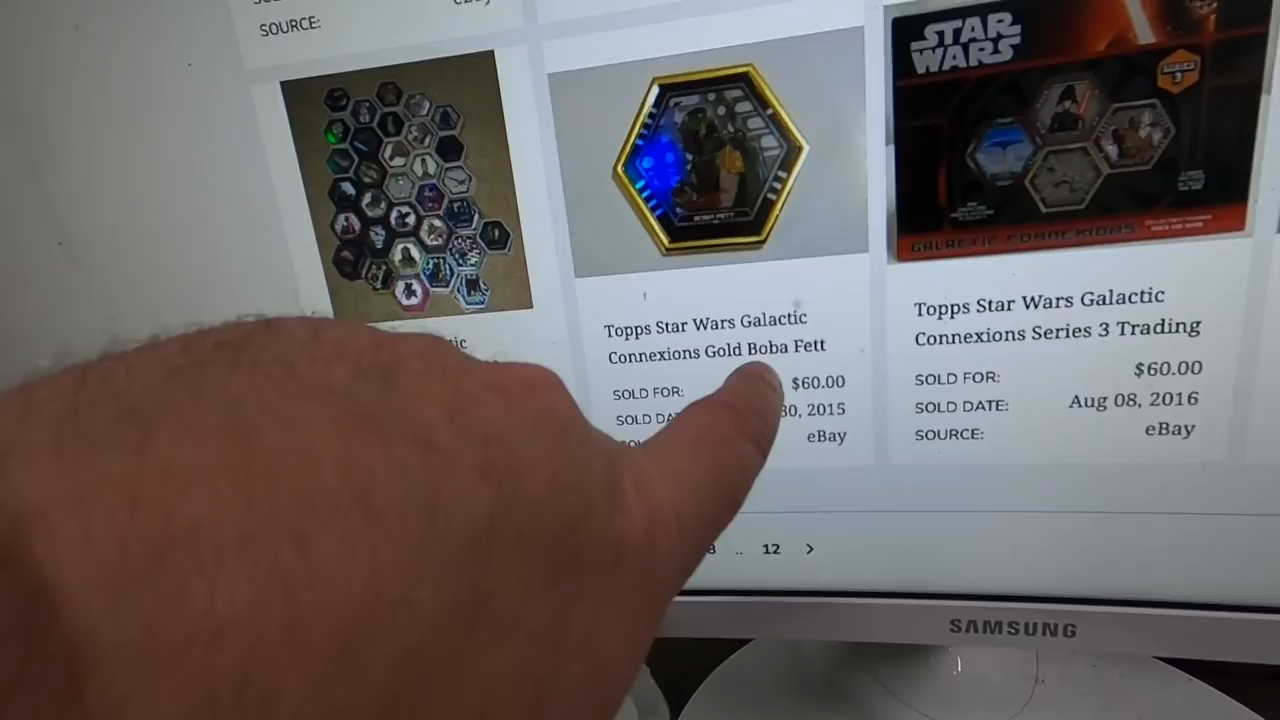 SOURCE:
STAR
WARS
BOBA FETT
GALACTIC CONNEXIONS
Topps Star Wars Galactic
Connexions Gold Boba Fett
SOLD FOR: $60.00
30, 2015
eBay
Topps Star Wars Galactic
Connexions Series 3 Trading
SOLD FOR: $60.00
SOLD DATE: Aug 08, 2016
SOURCE: eBay
.. 12 >
SAMSUNG